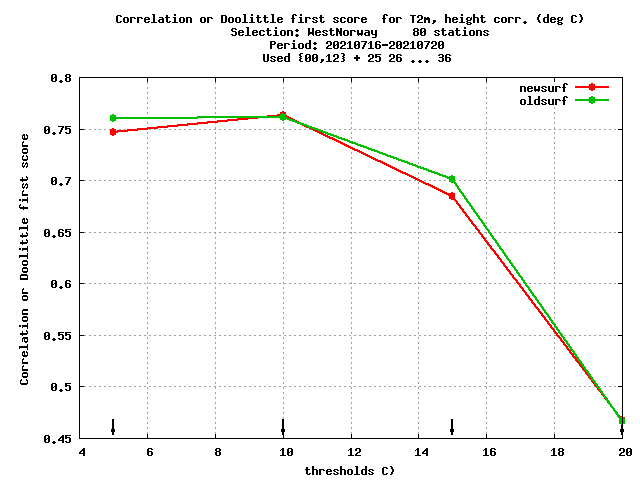 Correlation or Doolittle first score  for T2m, height corr. (deg C)
Selection: WestNorway     80 stations
Period: 20210716-20210720
Used {00,12} + 25 26 ... 36
newsurf
oldsurf
Correlation or Doolittle first score
0.8
0.75
0.7
0.65
0.6
0.55
0.5
0.45
4 6 8 10 12 14 16 18 20
thresholds C)